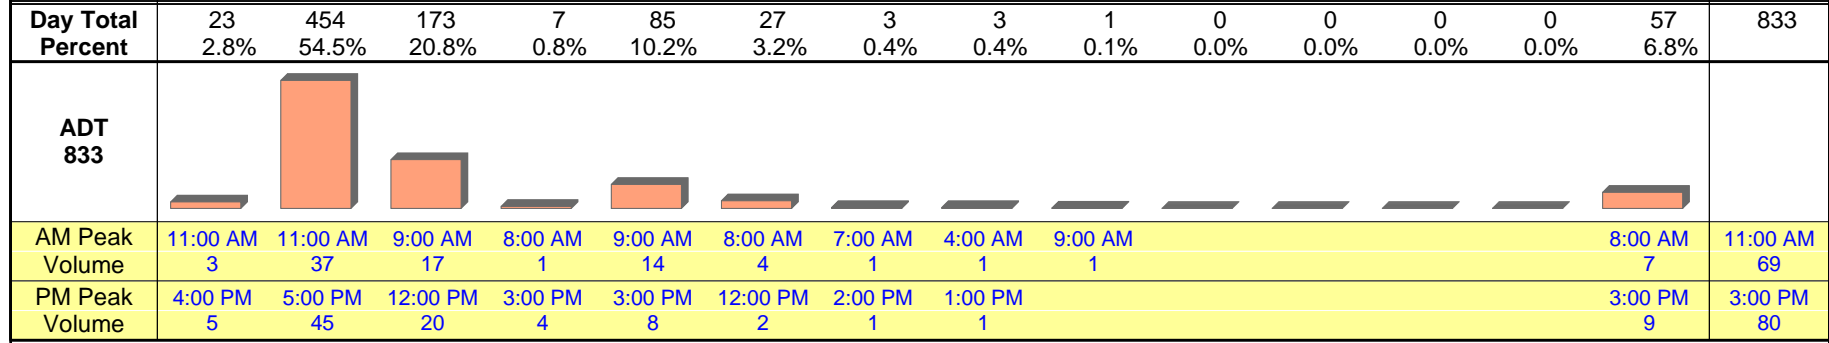 Day Total 23 454 173 7 85 27 3 3 1 0 0 0 0 57 833
Percent 2.8% 54.5% 20.8% 0.8% 10.2% 3.2% 0.4% 0.4% 0.1% 0.0% 0.0% 0.0% 0.0% 6.8%
ADT
833
AM Peak 11:00 AM 11:00 AM 9:00 AM 8:00 AM 9:00 AM 8:00 AM 7:00 AM 4:00 AM 9:00 AM 8:00 AM 11:00 AM
Volume 3 37 17 1 14 4 1 1 1 7 69
PM Peak 4:00 PM 5:00 PM 12:00 PM 3:00 PM 3:00 PM 12:00 PM 2:00 PM 1:00 PM 3:00 PM 3:00 PM
Volume 5 45 20 4 8 2 1 1 9 80